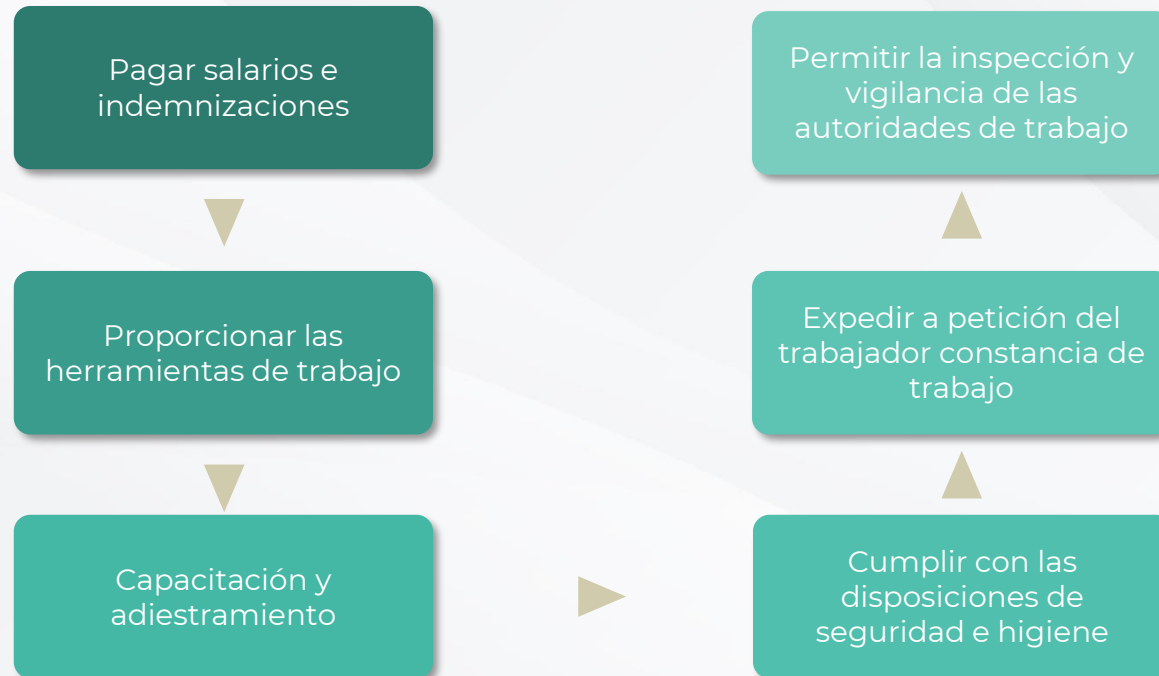 Pagar salarios e
indemnizaciones
Proporcionar las
herramientas de trabajo
Capacitación y
adiestramiento
Cumplir con las
disposiciones de
seguridad e higiene
Expedir a petición del
trabajador constancia de
trabajo
Permitir la inspección y
vigilancia de las
autoridades de trabajo